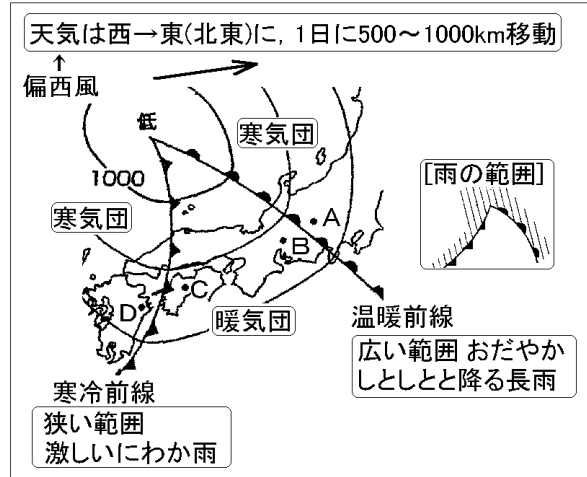 天気は西→東(北東)に, 1日に500～1000km移動
↑
偏西風
低
寒気団
1000
[雨の範囲]
寒気団
A
B
C
D
暖気団
温暖前線
広い範囲 おだやか
しとしとと降る長雨
寒冷前線
狭い範囲
激しいにわか雨